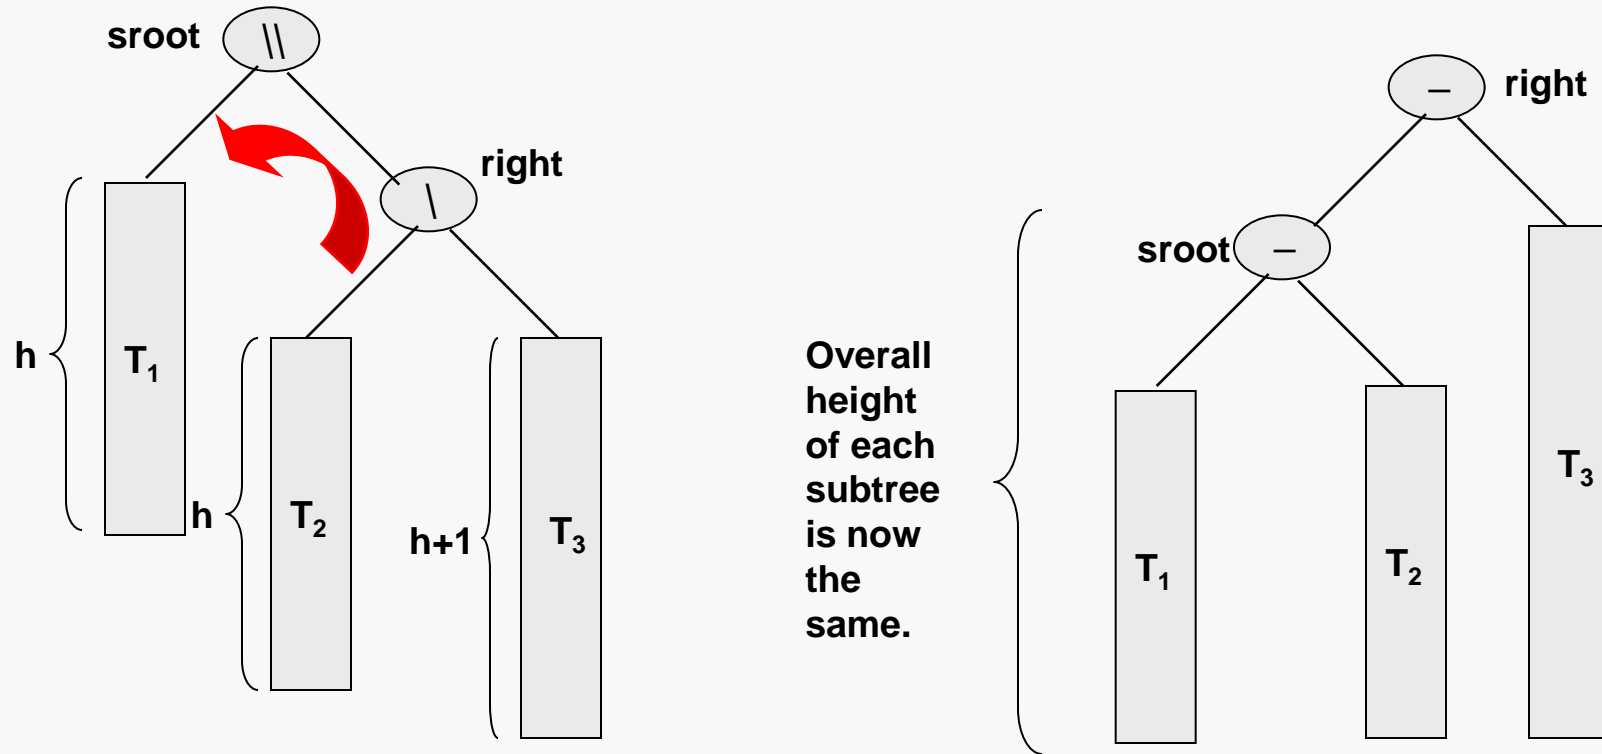 sroot \\
right \
h T1
h T2
h+1 T3
– right
sroot –
Overall
height
of each
subtree
is now
the
same.
T1
T2
T3